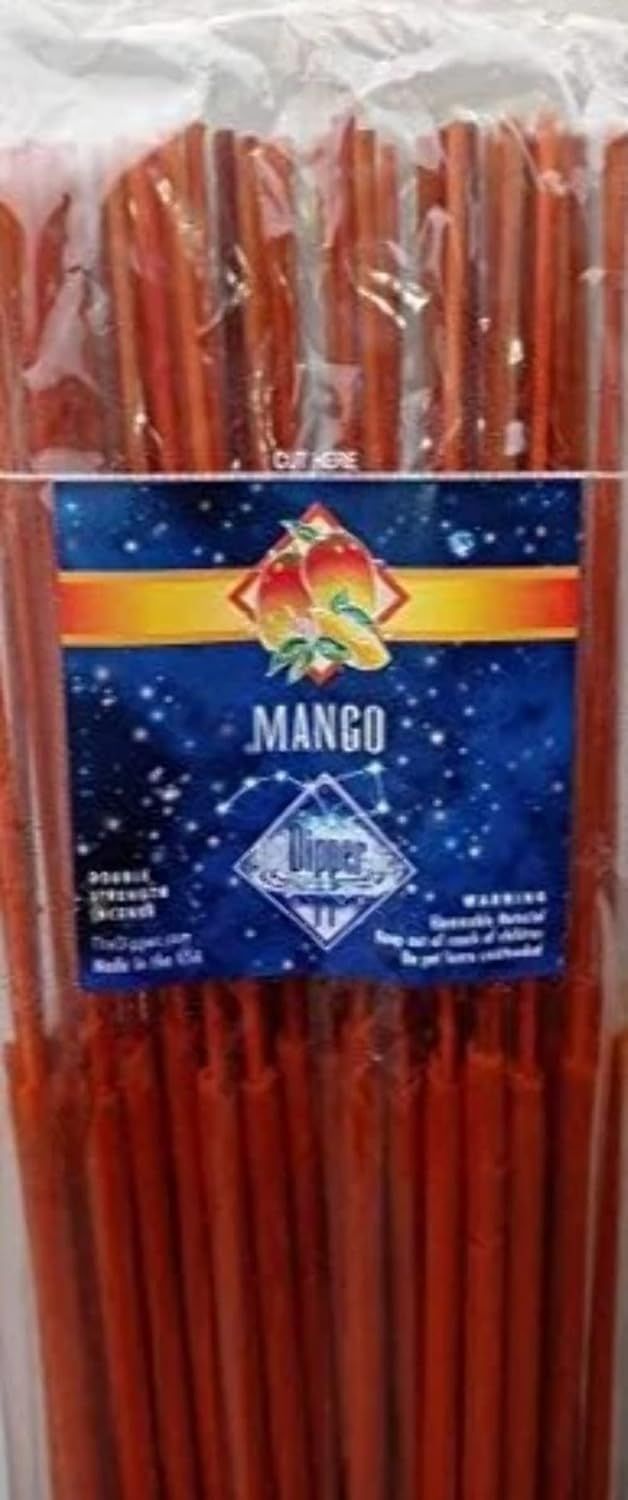 CUT HERE
MANGO
Dipper
DOUBLE
STRENGTH
INCENSE
TheDipper.com
Made in the USA
WARNING
Flammable Material
Keep out of reach of children
Do not leave unattended